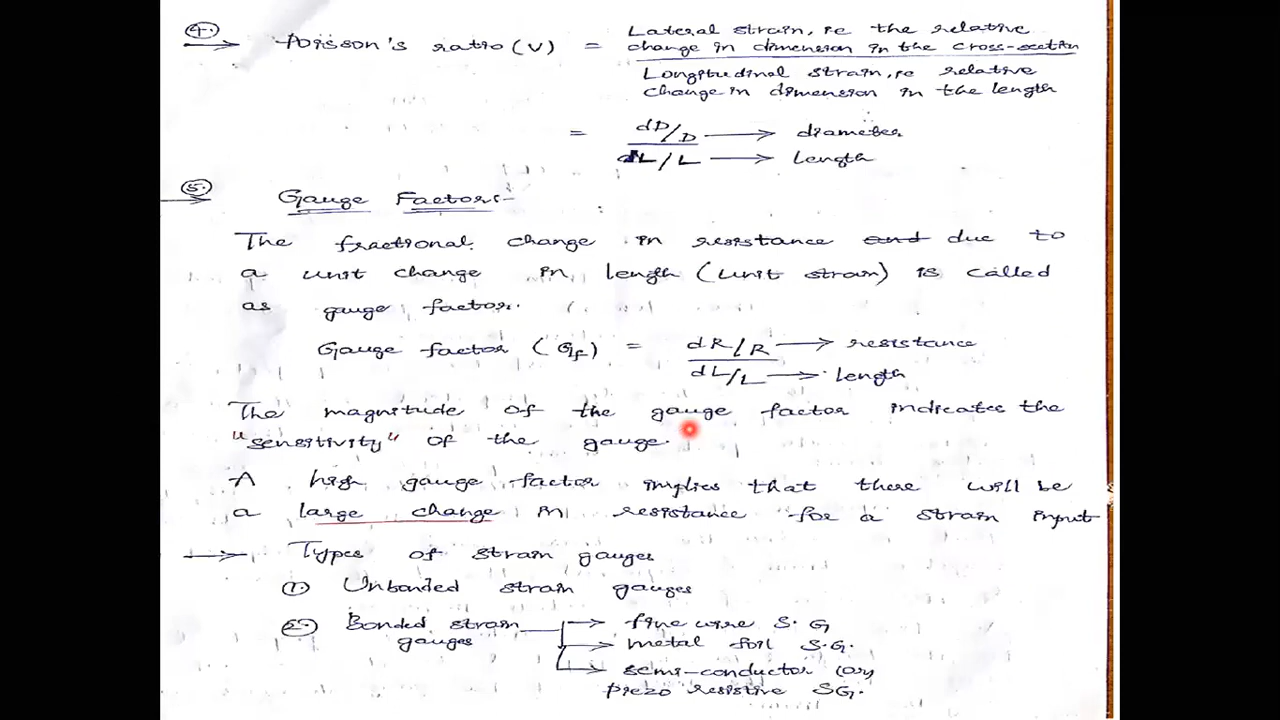 4. Poisson's ratio (ν) = Lateral strain, ie the relative
change in dimension in the cross-section
Longitudinal strain, ie relative
change in dimension in the length
= dD/D → diameter
dL/L → length
5. Gauge Factor:-
The fractional change in resistance and due to
a unit change in length (unit strain) is called
as gauge factor.
Gauge factor (Gf) = dR/R → resistance
dL/L → length
The magnitude of the gauge factor indicates the
"sensitivity" of the gauge.
A high gauge factor implies that there will be
a large change in resistance for a strain input
→ Types of strain gauges
1. Unbonded strain gauges
2. Bonded strain → fine wire S.G
gauges → metal foil S.G.
→ semi-conductor (or)
piezo resistive SG.